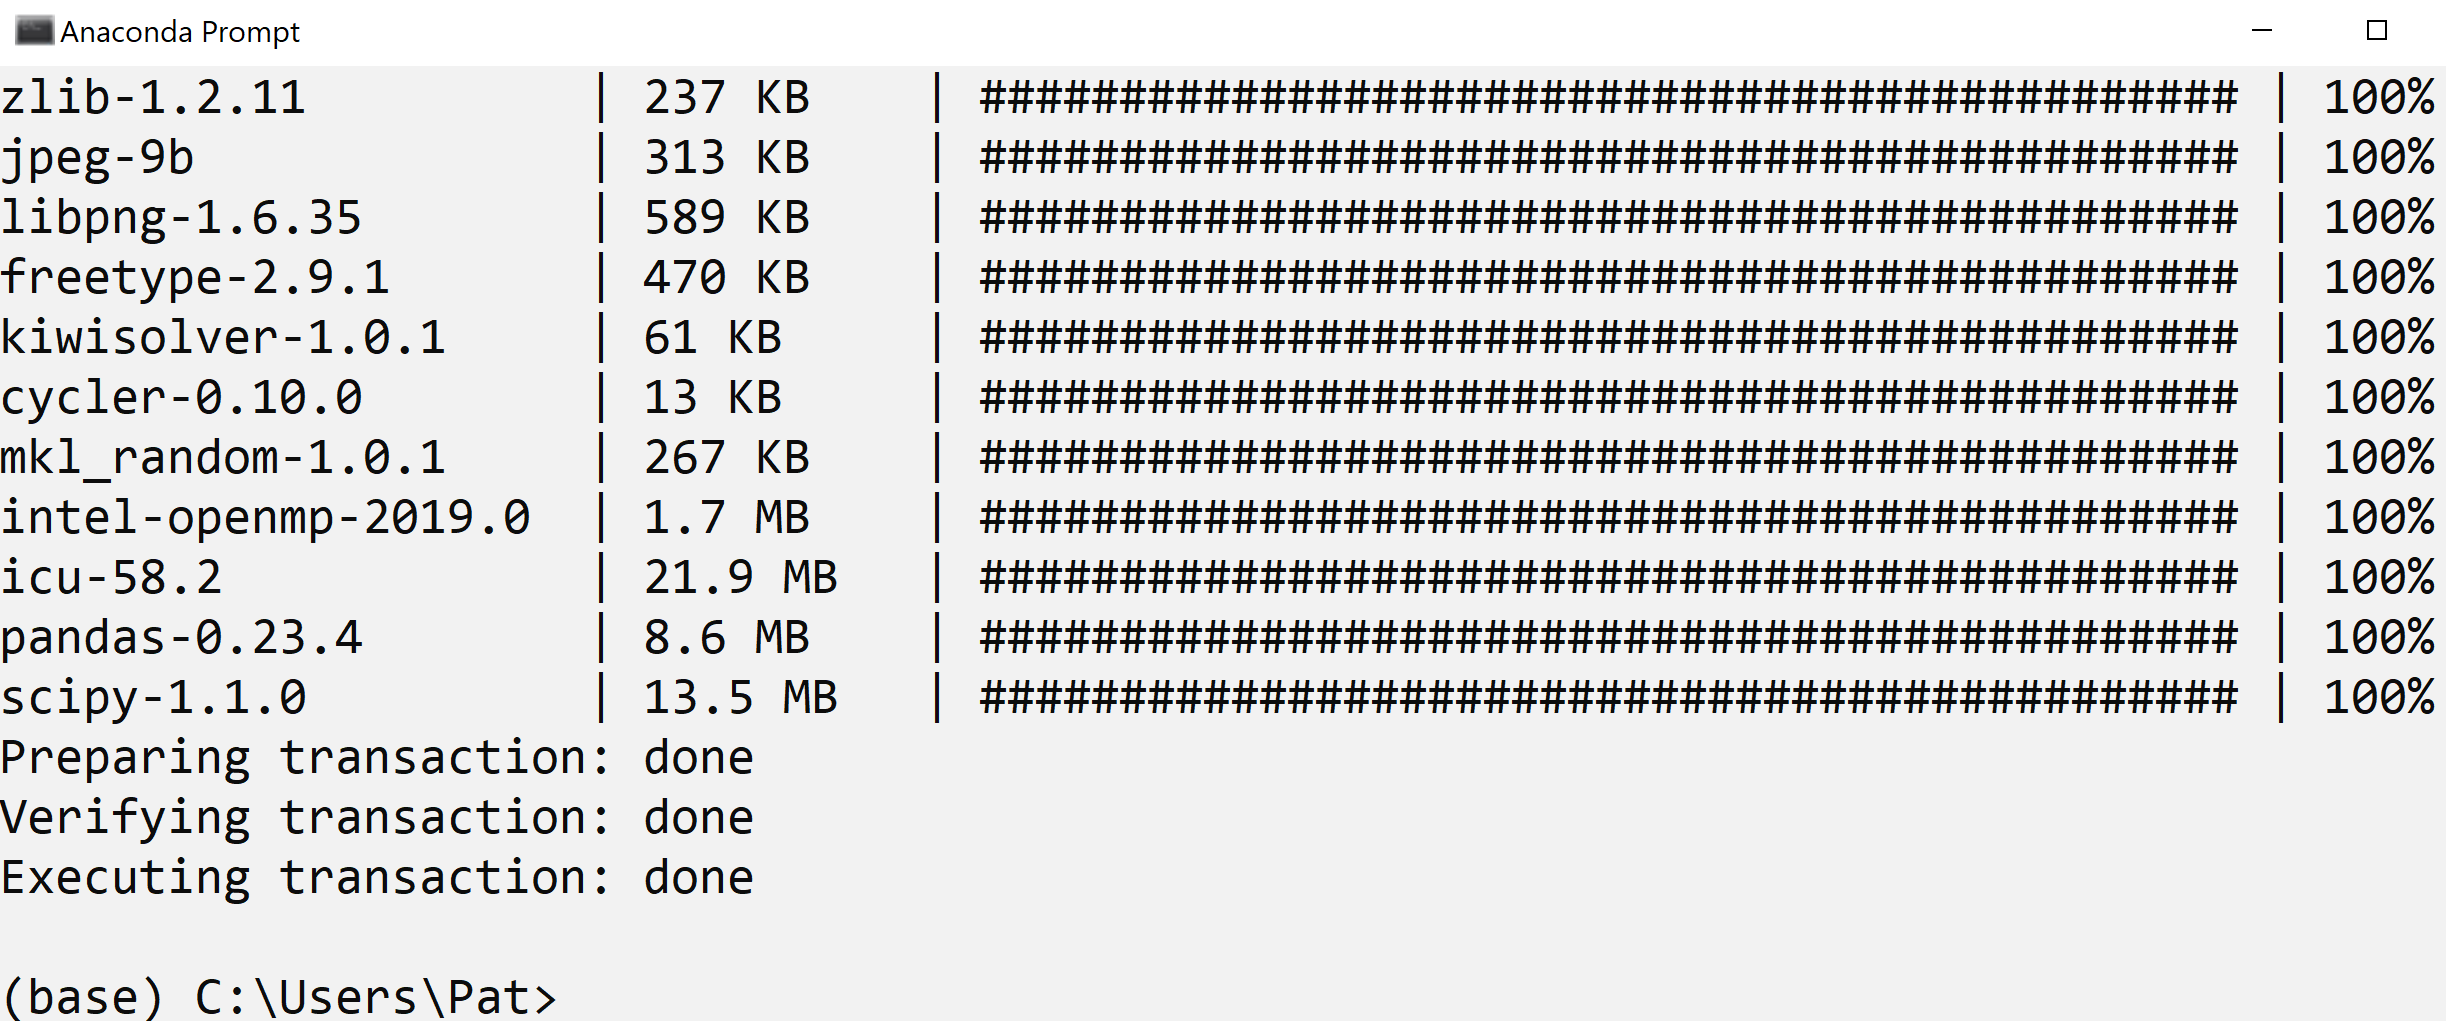 Anaconda Prompt
zlib-1.2.11 | 237 KB | ############################################# | 100%
jpeg-9b | 313 KB | ############################################# | 100%
libpng-1.6.35 | 589 KB | ############################################# | 100%
freetype-2.9.1 | 470 KB | ############################################# | 100%
kiwisolver-1.0.1 | 61 KB | ############################################# | 100%
cycler-0.10.0 | 13 KB | ############################################# | 100%
mkl_random-1.0.1 | 267 KB | ############################################# | 100%
intel-openmp-2019.0 | 1.7 MB | ############################################# | 100%
icu-58.2 | 21.9 MB | ############################################# | 100%
pandas-0.23.4 | 8.6 MB | ############################################# | 100%
scipy-1.1.0 | 13.5 MB | ############################################# | 100%
Preparing transaction: done
Verifying transaction: done
Executing transaction: done
(base) C:\Users\Pat>